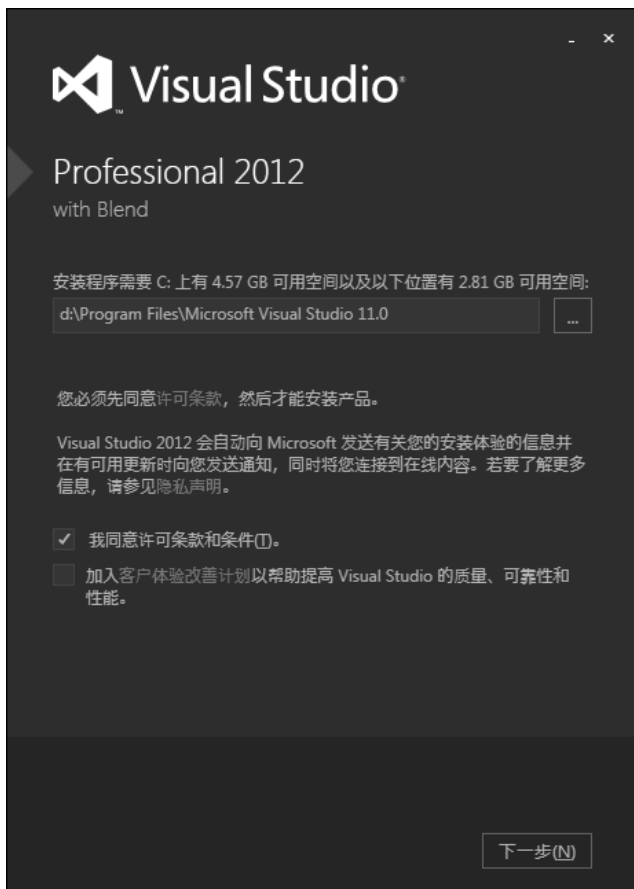 Visual Studio
Professional 2012
with Blend
安装程序需要 C: 上有 4.57 GB 可用空间以及以下位置有 2.81 GB 可用空间:
d:\Program Files\Microsoft Visual Studio 11.0
...
您必须先同意许可条款，然后才能安装产品。
Visual Studio 2012 会自动向 Microsoft 发送有关您的安装体验的信息并
在有可用更新时向您发送通知，同时将您连接到在线内容。若要了解更多
信息，请参见隐私声明。
我同意许可条款和条件(T)。
加入客户体验改善计划以帮助提高 Visual Studio 的质量、可靠性和
性能。
下一步(N)